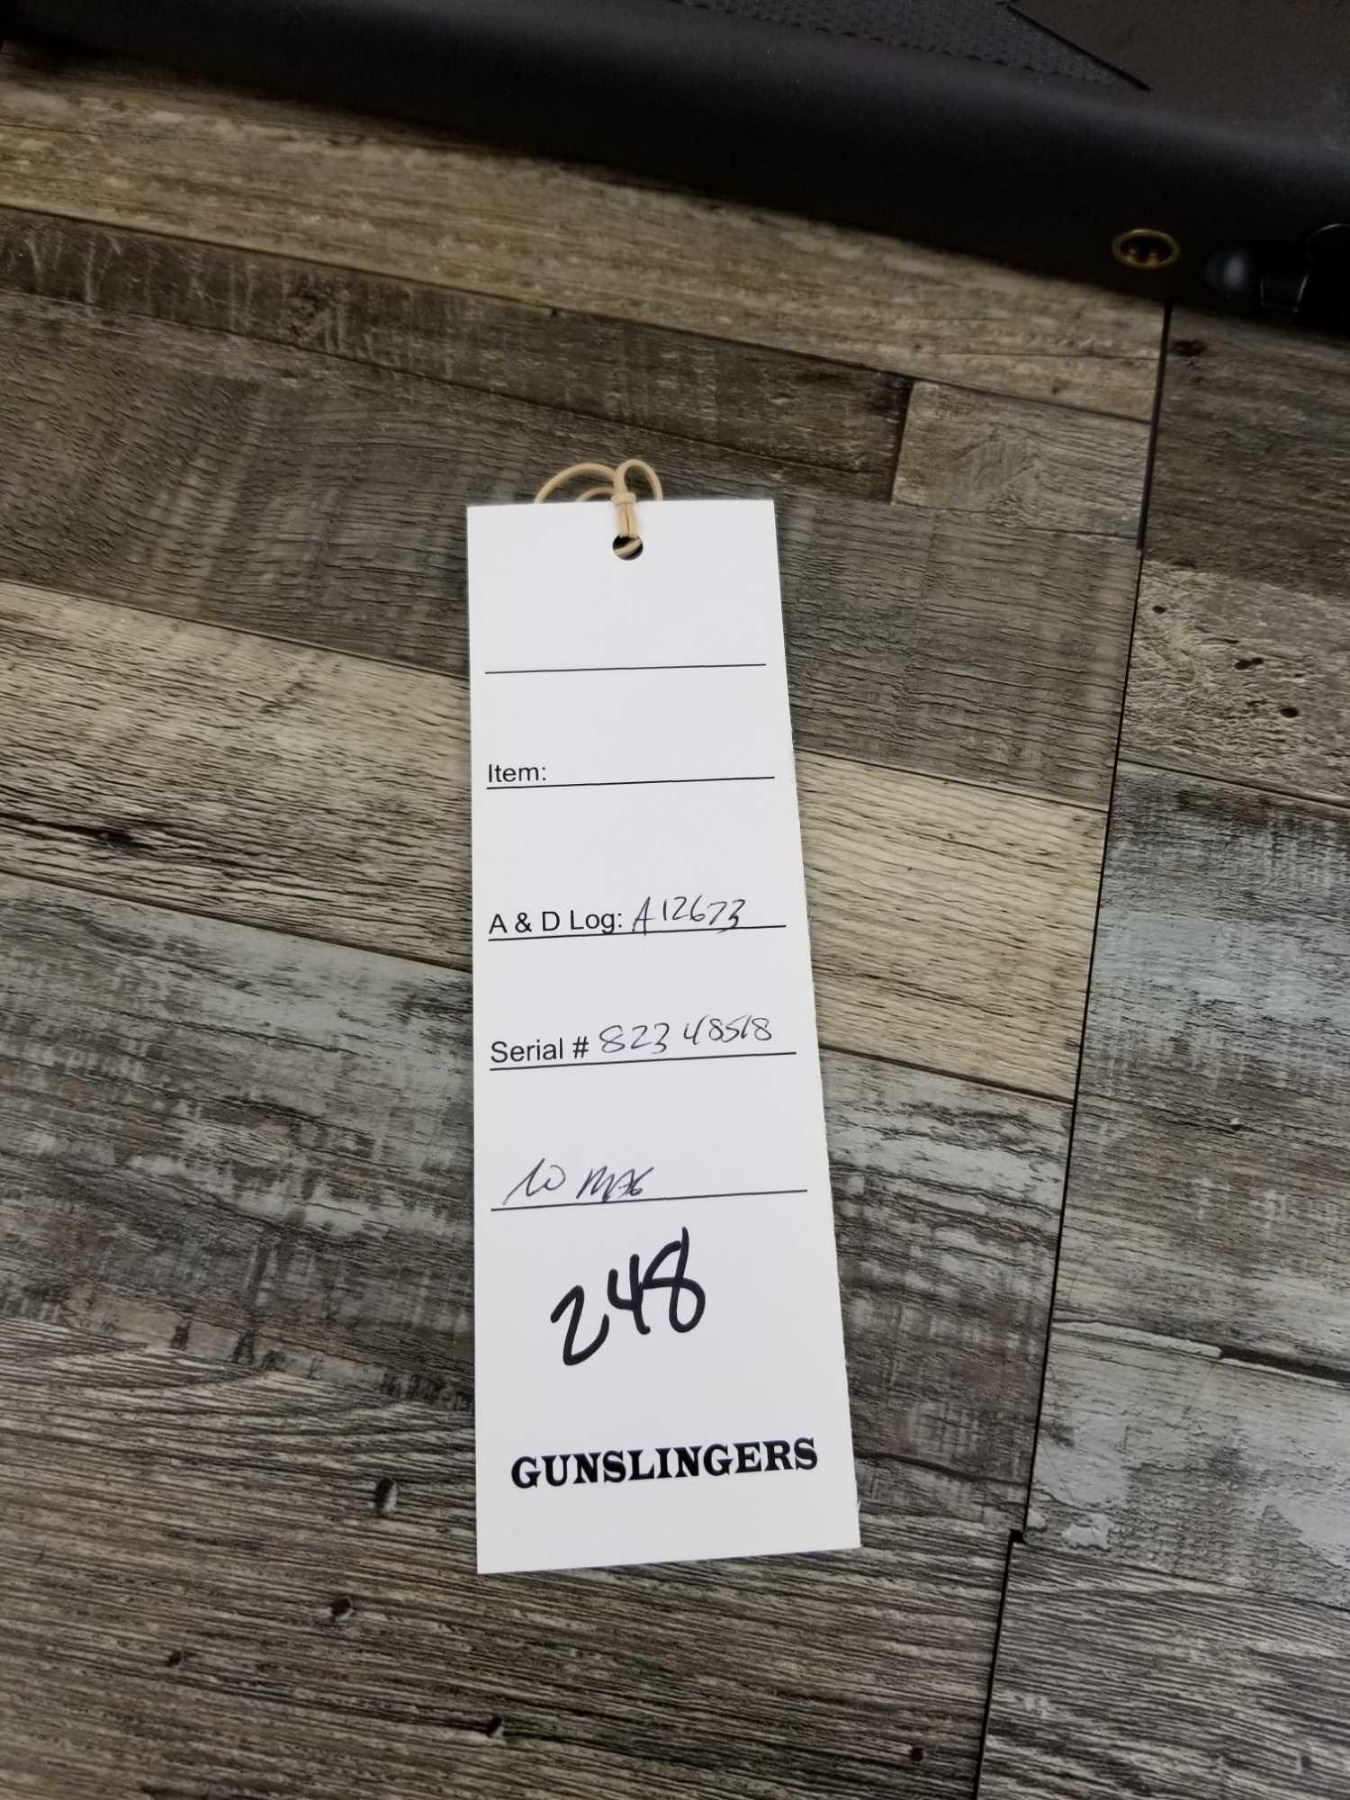 Item:
A & D Log: A12673
Serial # 82348518
10 MAG
248
GUNSLINGERS